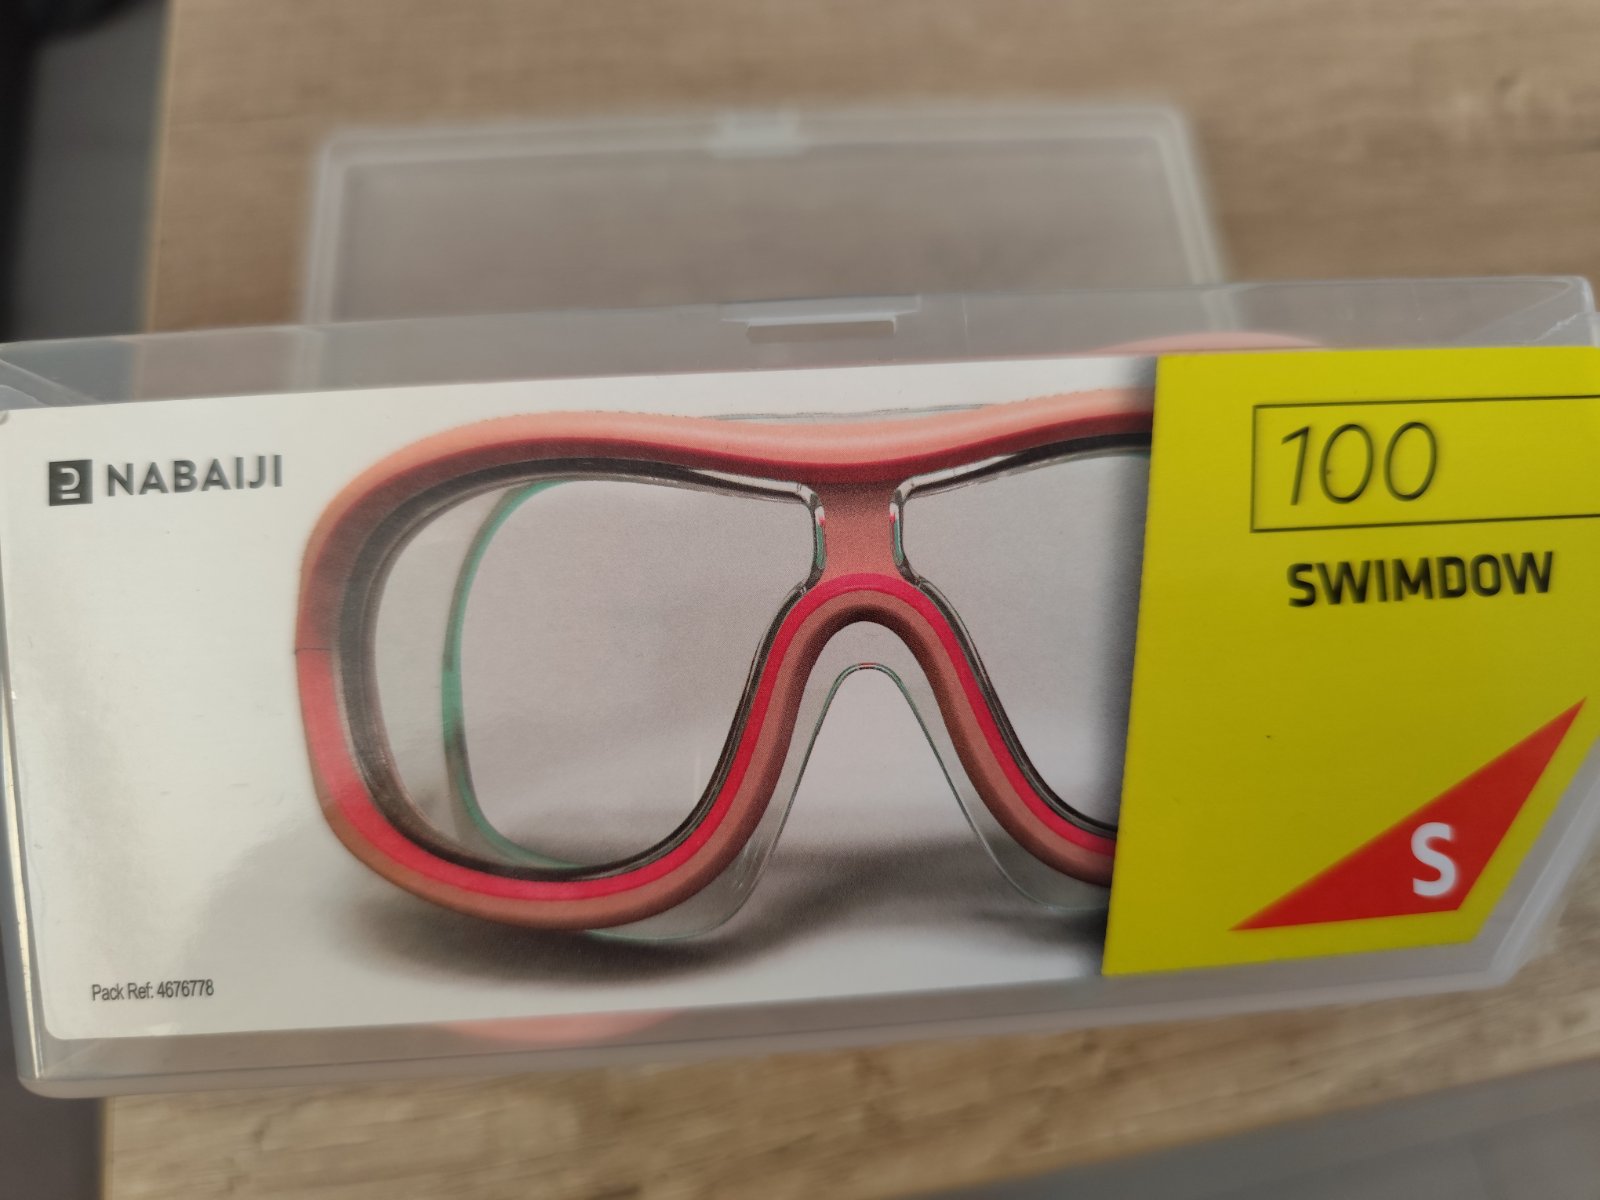 NABAIJI
100
SWIMDOW
S
Pack Ref: 4676778